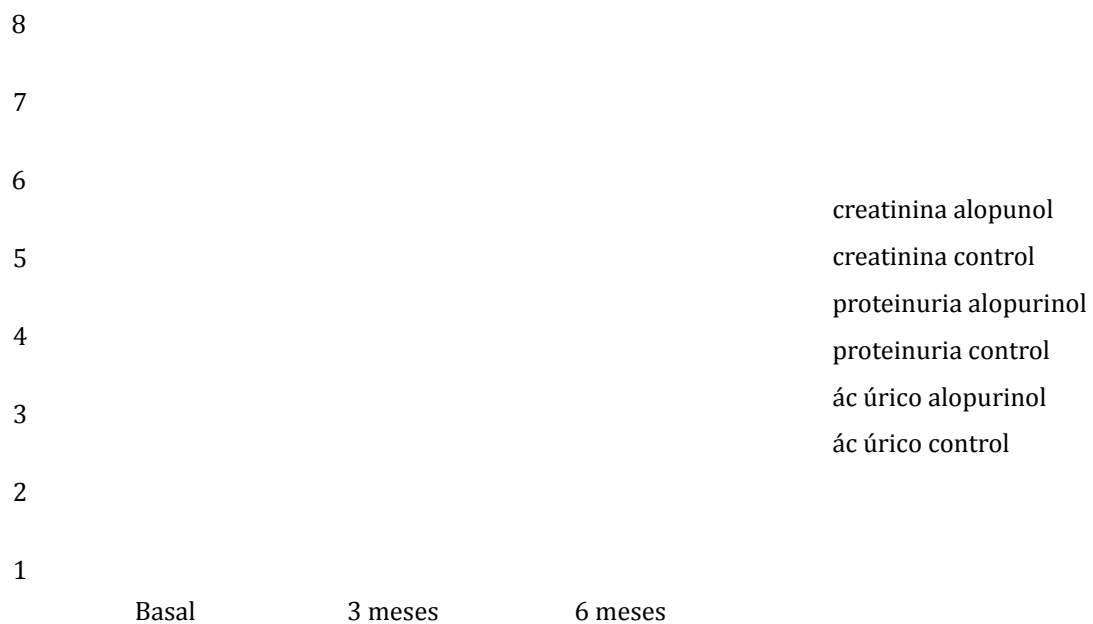 8
7
6
5
4
3
2
1
Basal 3 meses 6 meses
creatinina alopunol
creatinina control
proteinuria alopurinol
proteinuria control
ác úrico alopurinol
ác úrico control